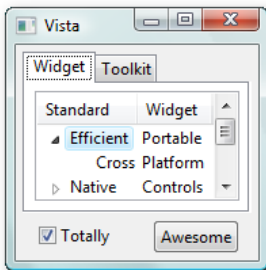 Vista
Widget Toolkit
Standard Widget
Efficient Portable
Cross Platform
Native Controls
Totally Awesome